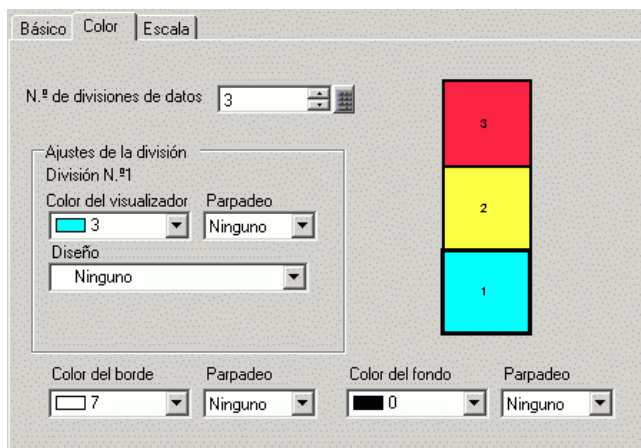 Básico Color Escala
N.º de divisiones de datos 3
3
Ajustes de la división
División N.º1
2
Color del visualizador Parpadeo
3 Ninguno
Diseño
Ninguno
1
Color del borde Parpadeo Color del fondo Parpadeo
7 Ninguno 0 Ninguno